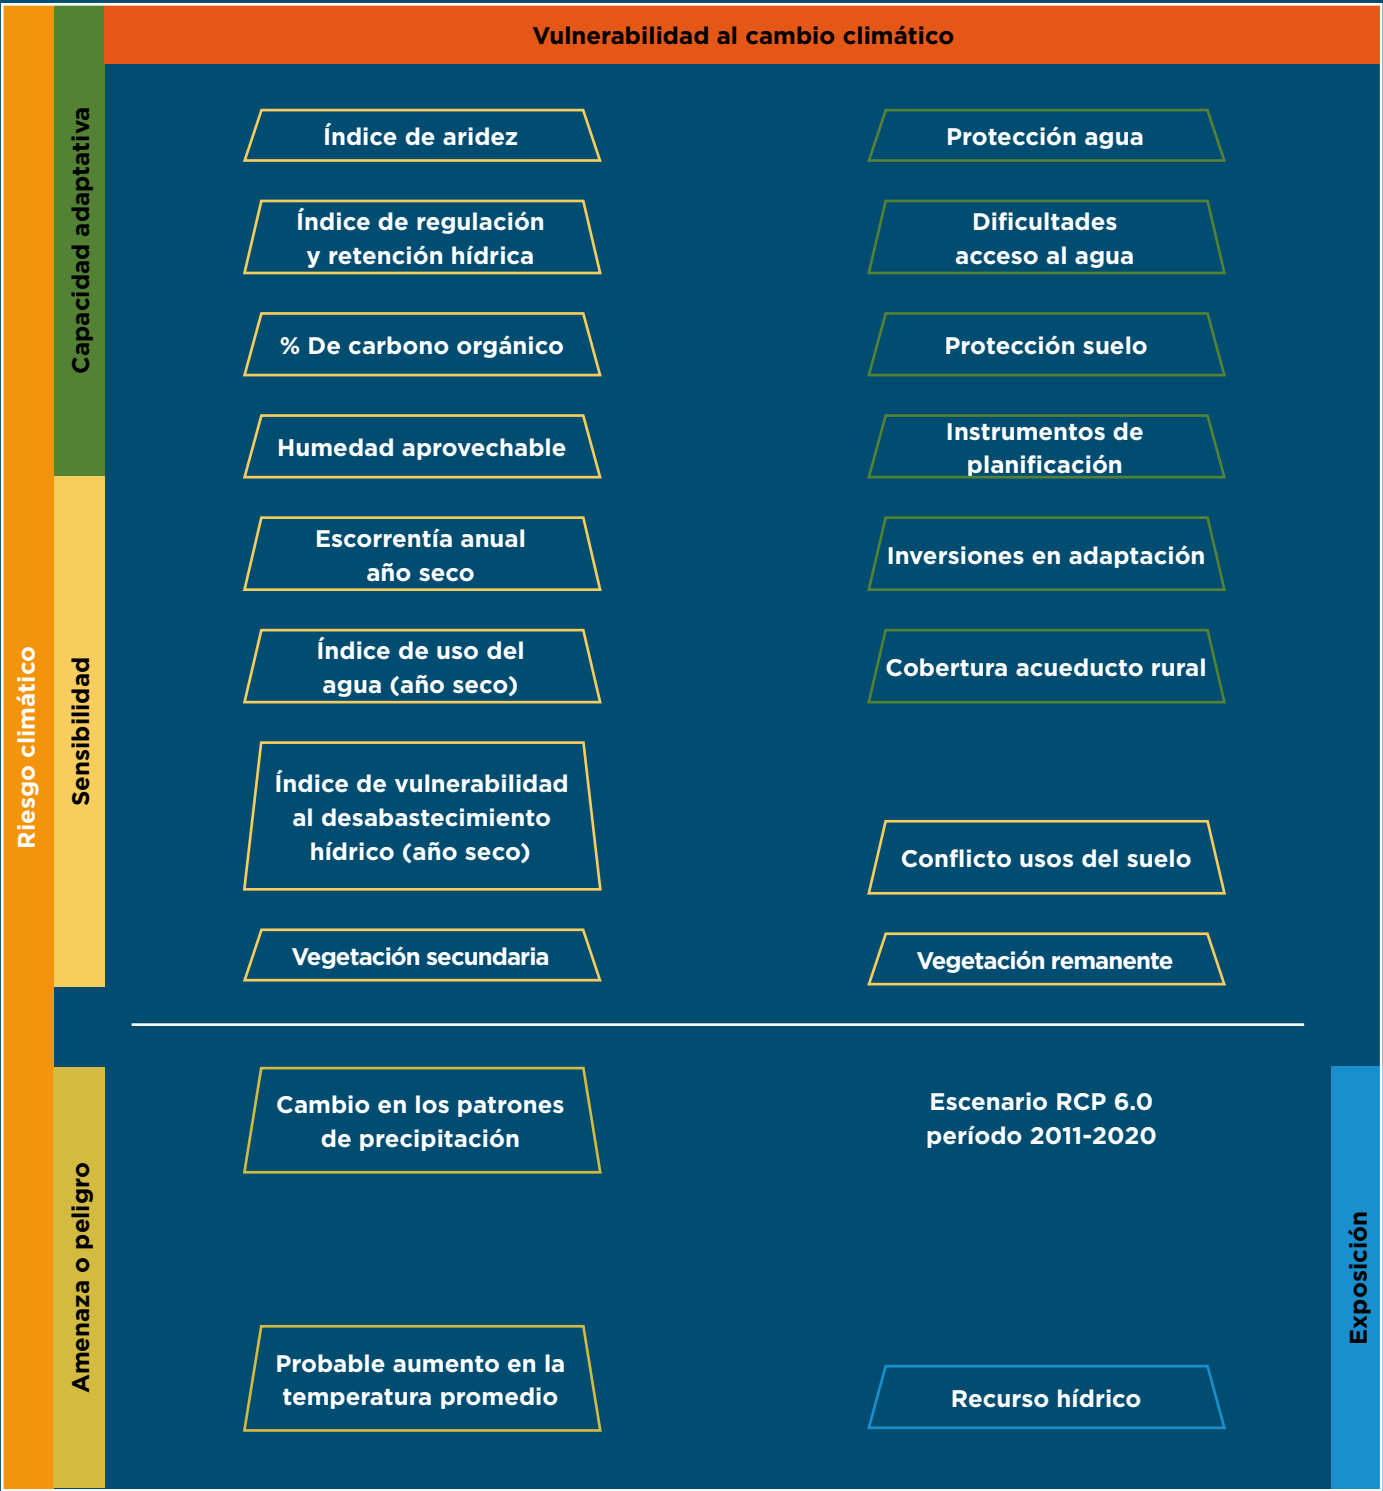 Vulnerabilidad al cambio climático
Riesgo climático
Capacidad adaptativa
Sensibilidad
Índice de aridez
Índice de regulación
y retención hídrica
% De carbono orgánico
Humedad aprovechable
Escorrentía anual
año seco
Índice de uso del
agua (año seco)
Índice de vulnerabilidad
al desabastecimiento
hídrico (año seco)
Vegetación secundaria
Protección agua
Dificultades
acceso al agua
Protección suelo
Instrumentos de
planificación
Inversiones en adaptación
Cobertura acueducto rural
Conflicto usos del suelo
Vegetación remanente
Amenaza o peligro
Cambio en los patrones
de precipitación
Probable aumento en la
temperatura promedio
Escenario RCP 6.0
período 2011-2020
Recurso hídrico
Exposición